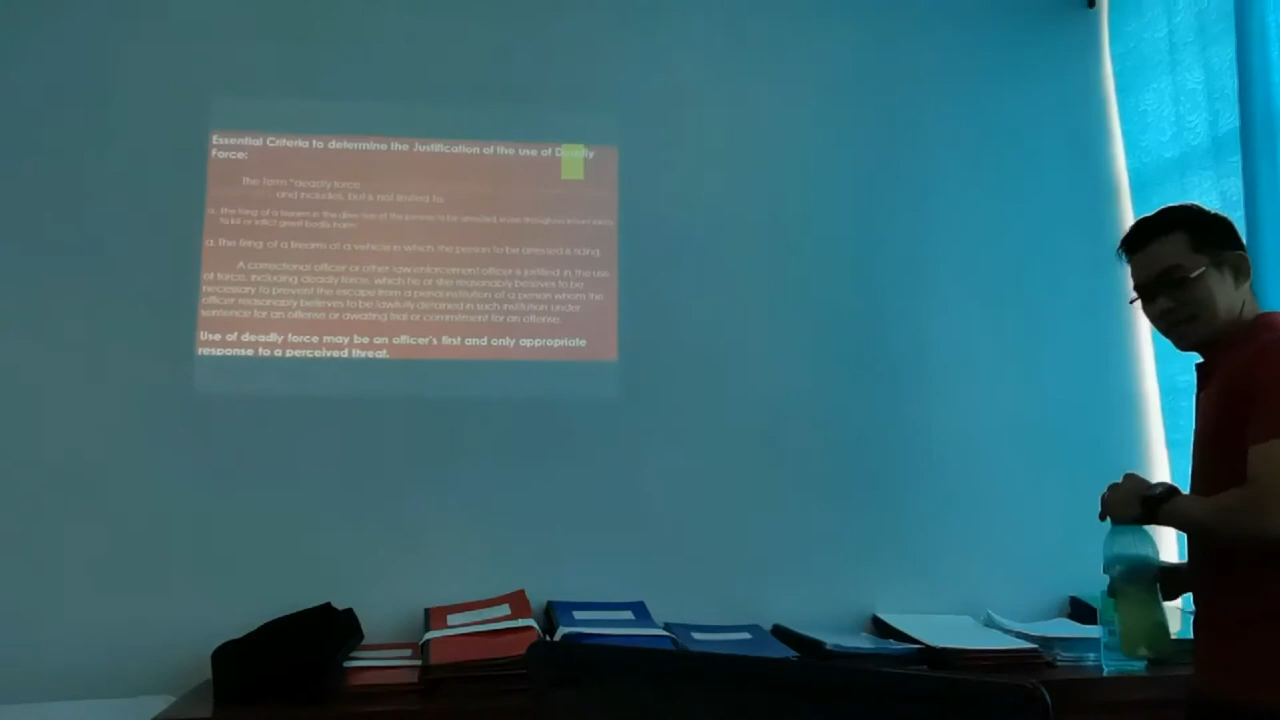 Essential Criteria to determine the Justification of the use of Deadly
Force:
The term "deadly force
and includes, but is not limited to:
a. The firing of a firearm in the direction of the person to be arrested, even though no intent exists
to kill or inflict great bodily harm;
a. The firing of a firearm at a vehicle in which the person to be arrested is riding.
A correctional officer or other law enforcement officer is justified in the use
of force, including deadly force, which he or she reasonably believes to be
necessary to prevent the escape from a penal institution of a person whom the
officer reasonably believes to be lawfully detained in such institution under
sentence for an offense or awaiting trial or commitment for an offense.
Use of deadly force may be an officer's first and only appropriate
response to a perceived threat.